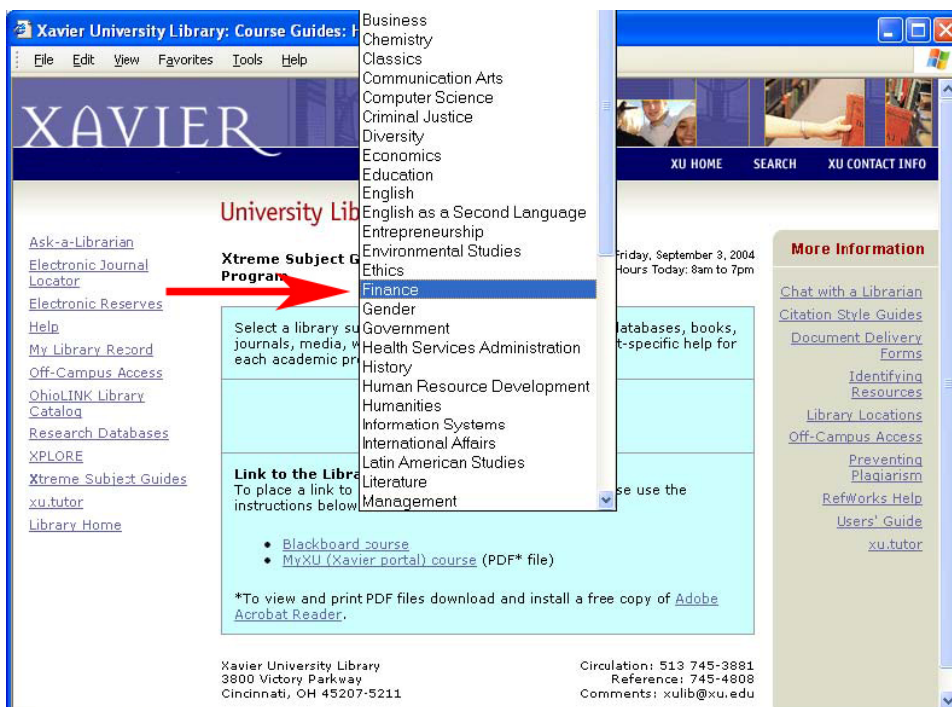 Xavier University Library: Course Guides: H
File Edit View Favorites Tools Help
XAVIER
XU HOME SEARCH XU CONTACT INFO
University Lib
Ask-a-Librarian
Electronic Journal
Locator
Electronic Reserves
Help
My Library Record
Off-Campus Access
OhioLINK Library
Catalog
Research Databases
XPLORE
Xtreme Subject Guides
xu.tutor
Library Home
Xtreme Subject G
Program
Friday, September 3, 2004
Hours Today: 8am to 7pm
Business
Chemistry
Classics
Communication Arts
Computer Science
Criminal Justice
Diversity
Economics
Education
English
English as a Second Language
Entrepreneurship
Environmental Studies
Ethics
Finance
Gender
Government
Health Services Administration
History
Human Resource Development
Humanities
Information Systems
International Affairs
Latin American Studies
Literature
Management
Select a library su latabases, books,
journals, media, w t-specific help for
each academic pr
Link to the Libra
To place a link to se use the
instructions below
• Blackboard course
• MyXU (Xavier portal) course (PDF* file)
*To view and print PDF files download and install a free copy of Adobe
Acrobat Reader.
More Information
Chat with a Librarian
Citation Style Guides
Document Delivery
Forms
Identifying
Resources
Library Locations
Off-Campus Access
Preventing
Plagiarism
RefWorks Help
Users' Guide
xu.tutor
Xavier University Library
3800 Victory Parkway
Cincinnati, OH 45207-5211
Circulation: 513 745-3881
Reference: 745-4808
Comments: xulib@xu.edu